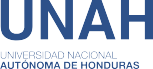 UNAH
UNIVERSIDAD NACIONAL
AUTÓNOMA DE HONDURAS